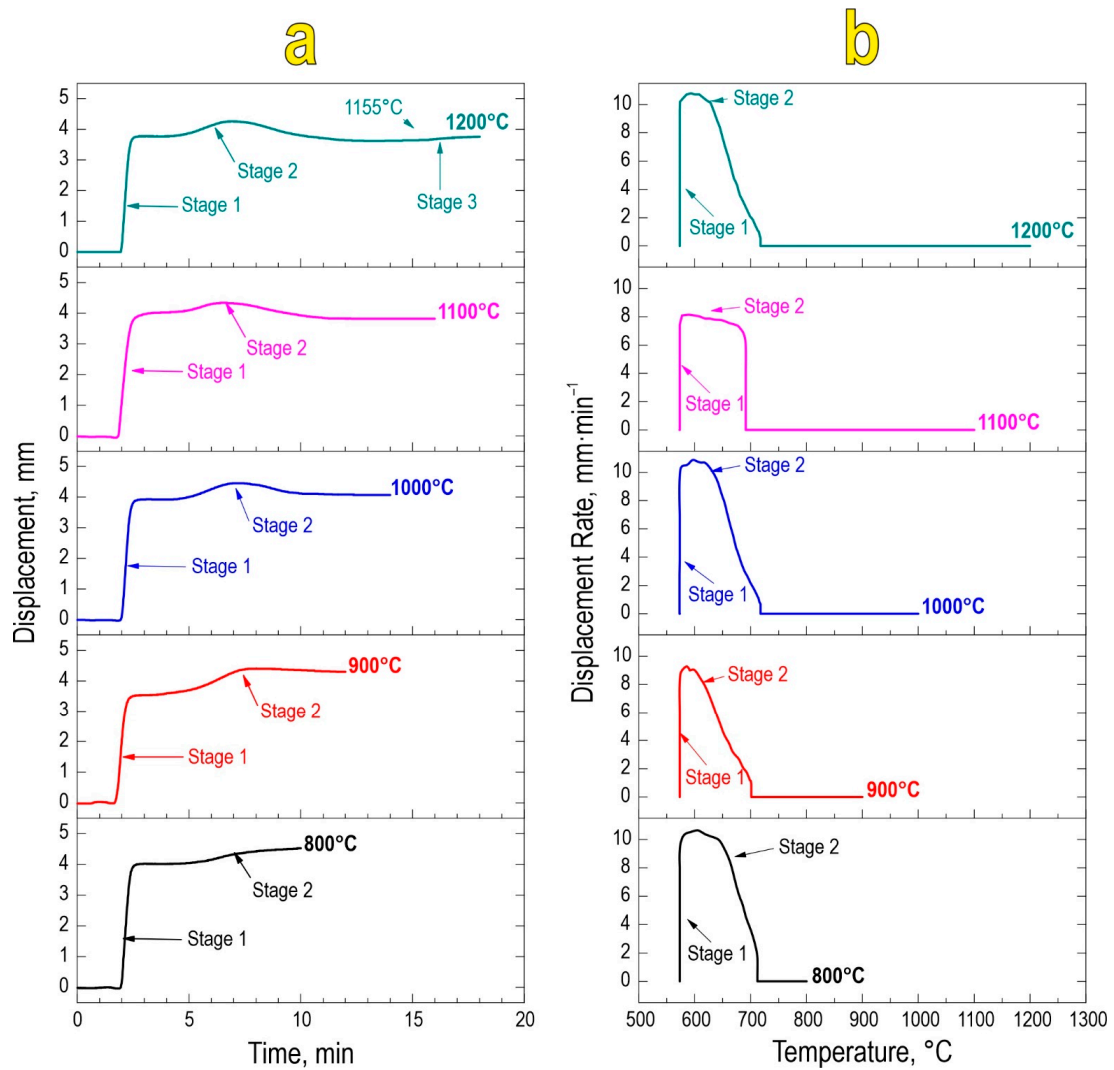 a
b
Displacement, mm
5
4
3
2
1
0
1155°C
1200°C
Stage 2
Stage 3
Stage 1
5
4
3
2
1
0
1100°C
Stage 2
Stage 1
5
4
3
2
1
0
1000°C
Stage 2
Stage 1
5
4
3
2
1
0
900°C
Stage 2
Stage 1
5
4
3
2
1
0
800°C
Stage 2
Stage 1
0 5 10 15 20
Time, min
Displacement Rate, mm·min⁻¹
10
8
6
4
2
0
Stage 2
Stage 1
1200°C
10
8
6
4
2
0
Stage 2
Stage 1
1100°C
10
8
6
4
2
0
Stage 2
Stage 1
1000°C
10
8
6
4
2
0
Stage 2
Stage 1
900°C
10
8
6
4
2
0
Stage 2
Stage 1
800°C
500 600 700 800 900 1000 1100 1200 1300
Temperature, °C